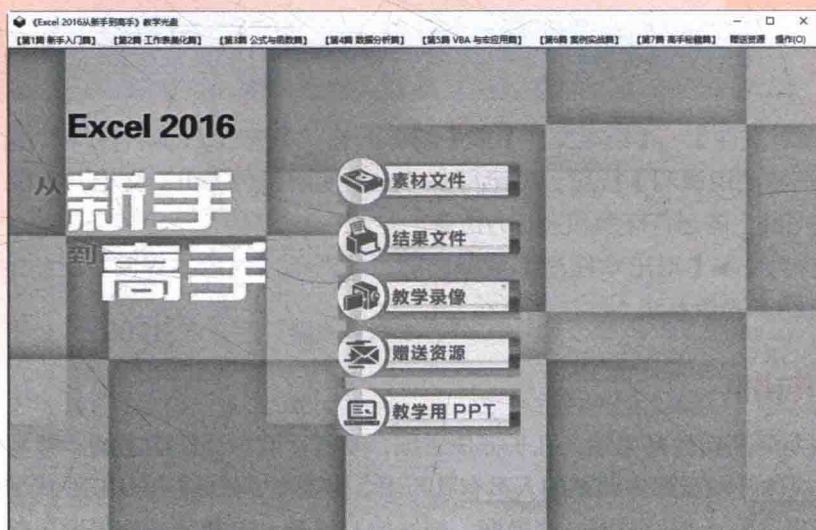 《Excel 2016从新手到高手》教学光盘
【第1篇 新手入门篇】 【第2篇 工作表美化篇】 【第3篇 公式与函数篇】 【第4篇 数据分析篇】 【第5篇 VBA 与宏应用篇】 【第6篇 案例实战篇】 【第7篇 高手秘籍篇】 赠送资源 操作(O)
Excel 2016
从新手
到高手
素材文件
结果文件
教学录像
赠送资源
教学用 PPT